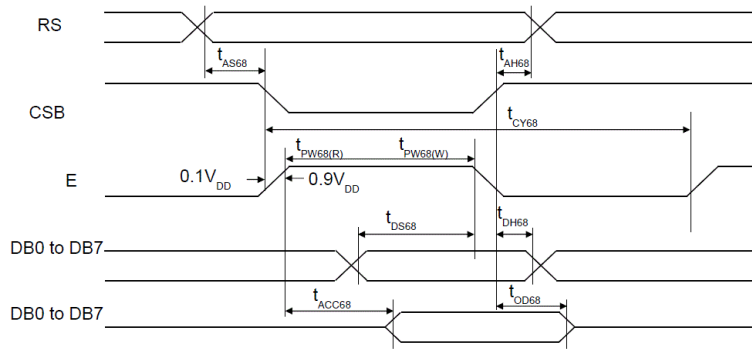 RS
tAS68
tAH68
CSB
tCY68
tPW68(R)
tPW68(W)
E
0.1VDD
0.9VDD
tDS68
tDH68
DB0 to DB7
tACC68
tOD68
DB0 to DB7